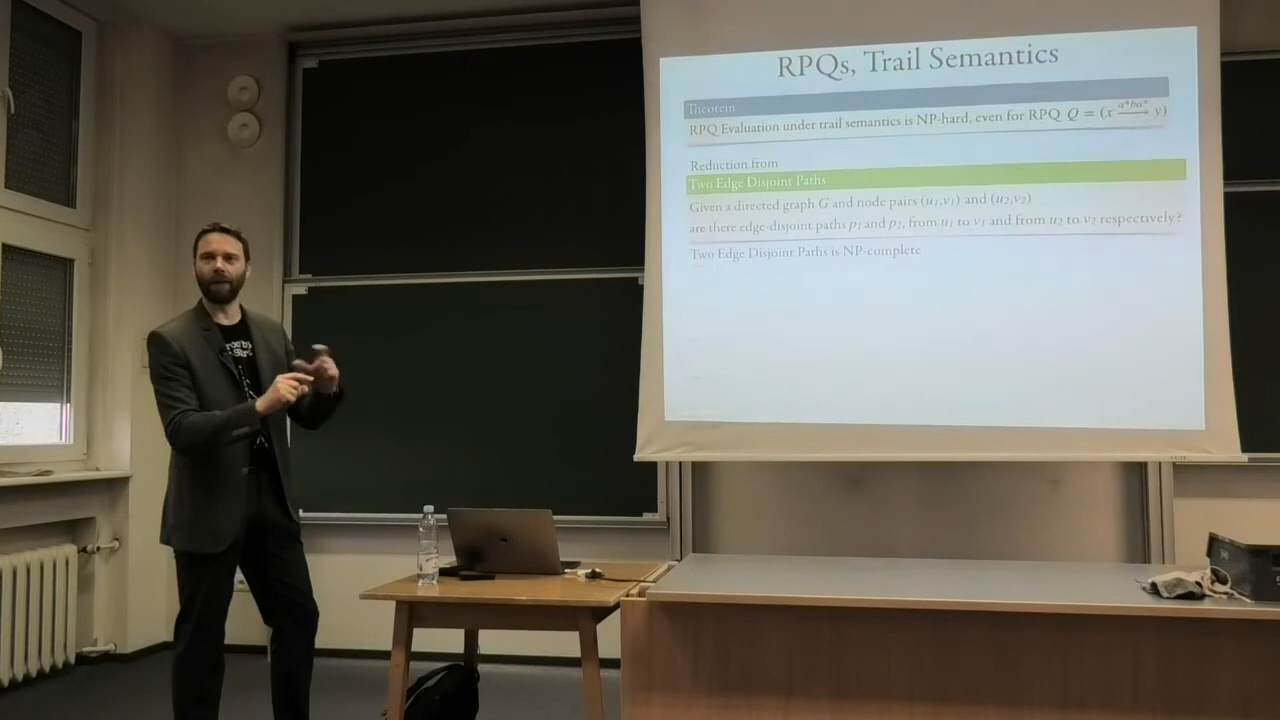 RPQs, Trail Semantics
Theorem
RPQ Evaluation under trail semantics is NP-hard, even for RPQ Q = (x a*ba* ⟶ y)
Reduction from
Two Edge Disjoint Paths
Given a directed graph G and node pairs (u₁,v₁) and (u₂,v₂)
are there edge-disjoint paths p₁ and p₂, from u₁ to v₁ and from u₂ to v₂ respectively?
Two Edge Disjoint Paths is NP-complete